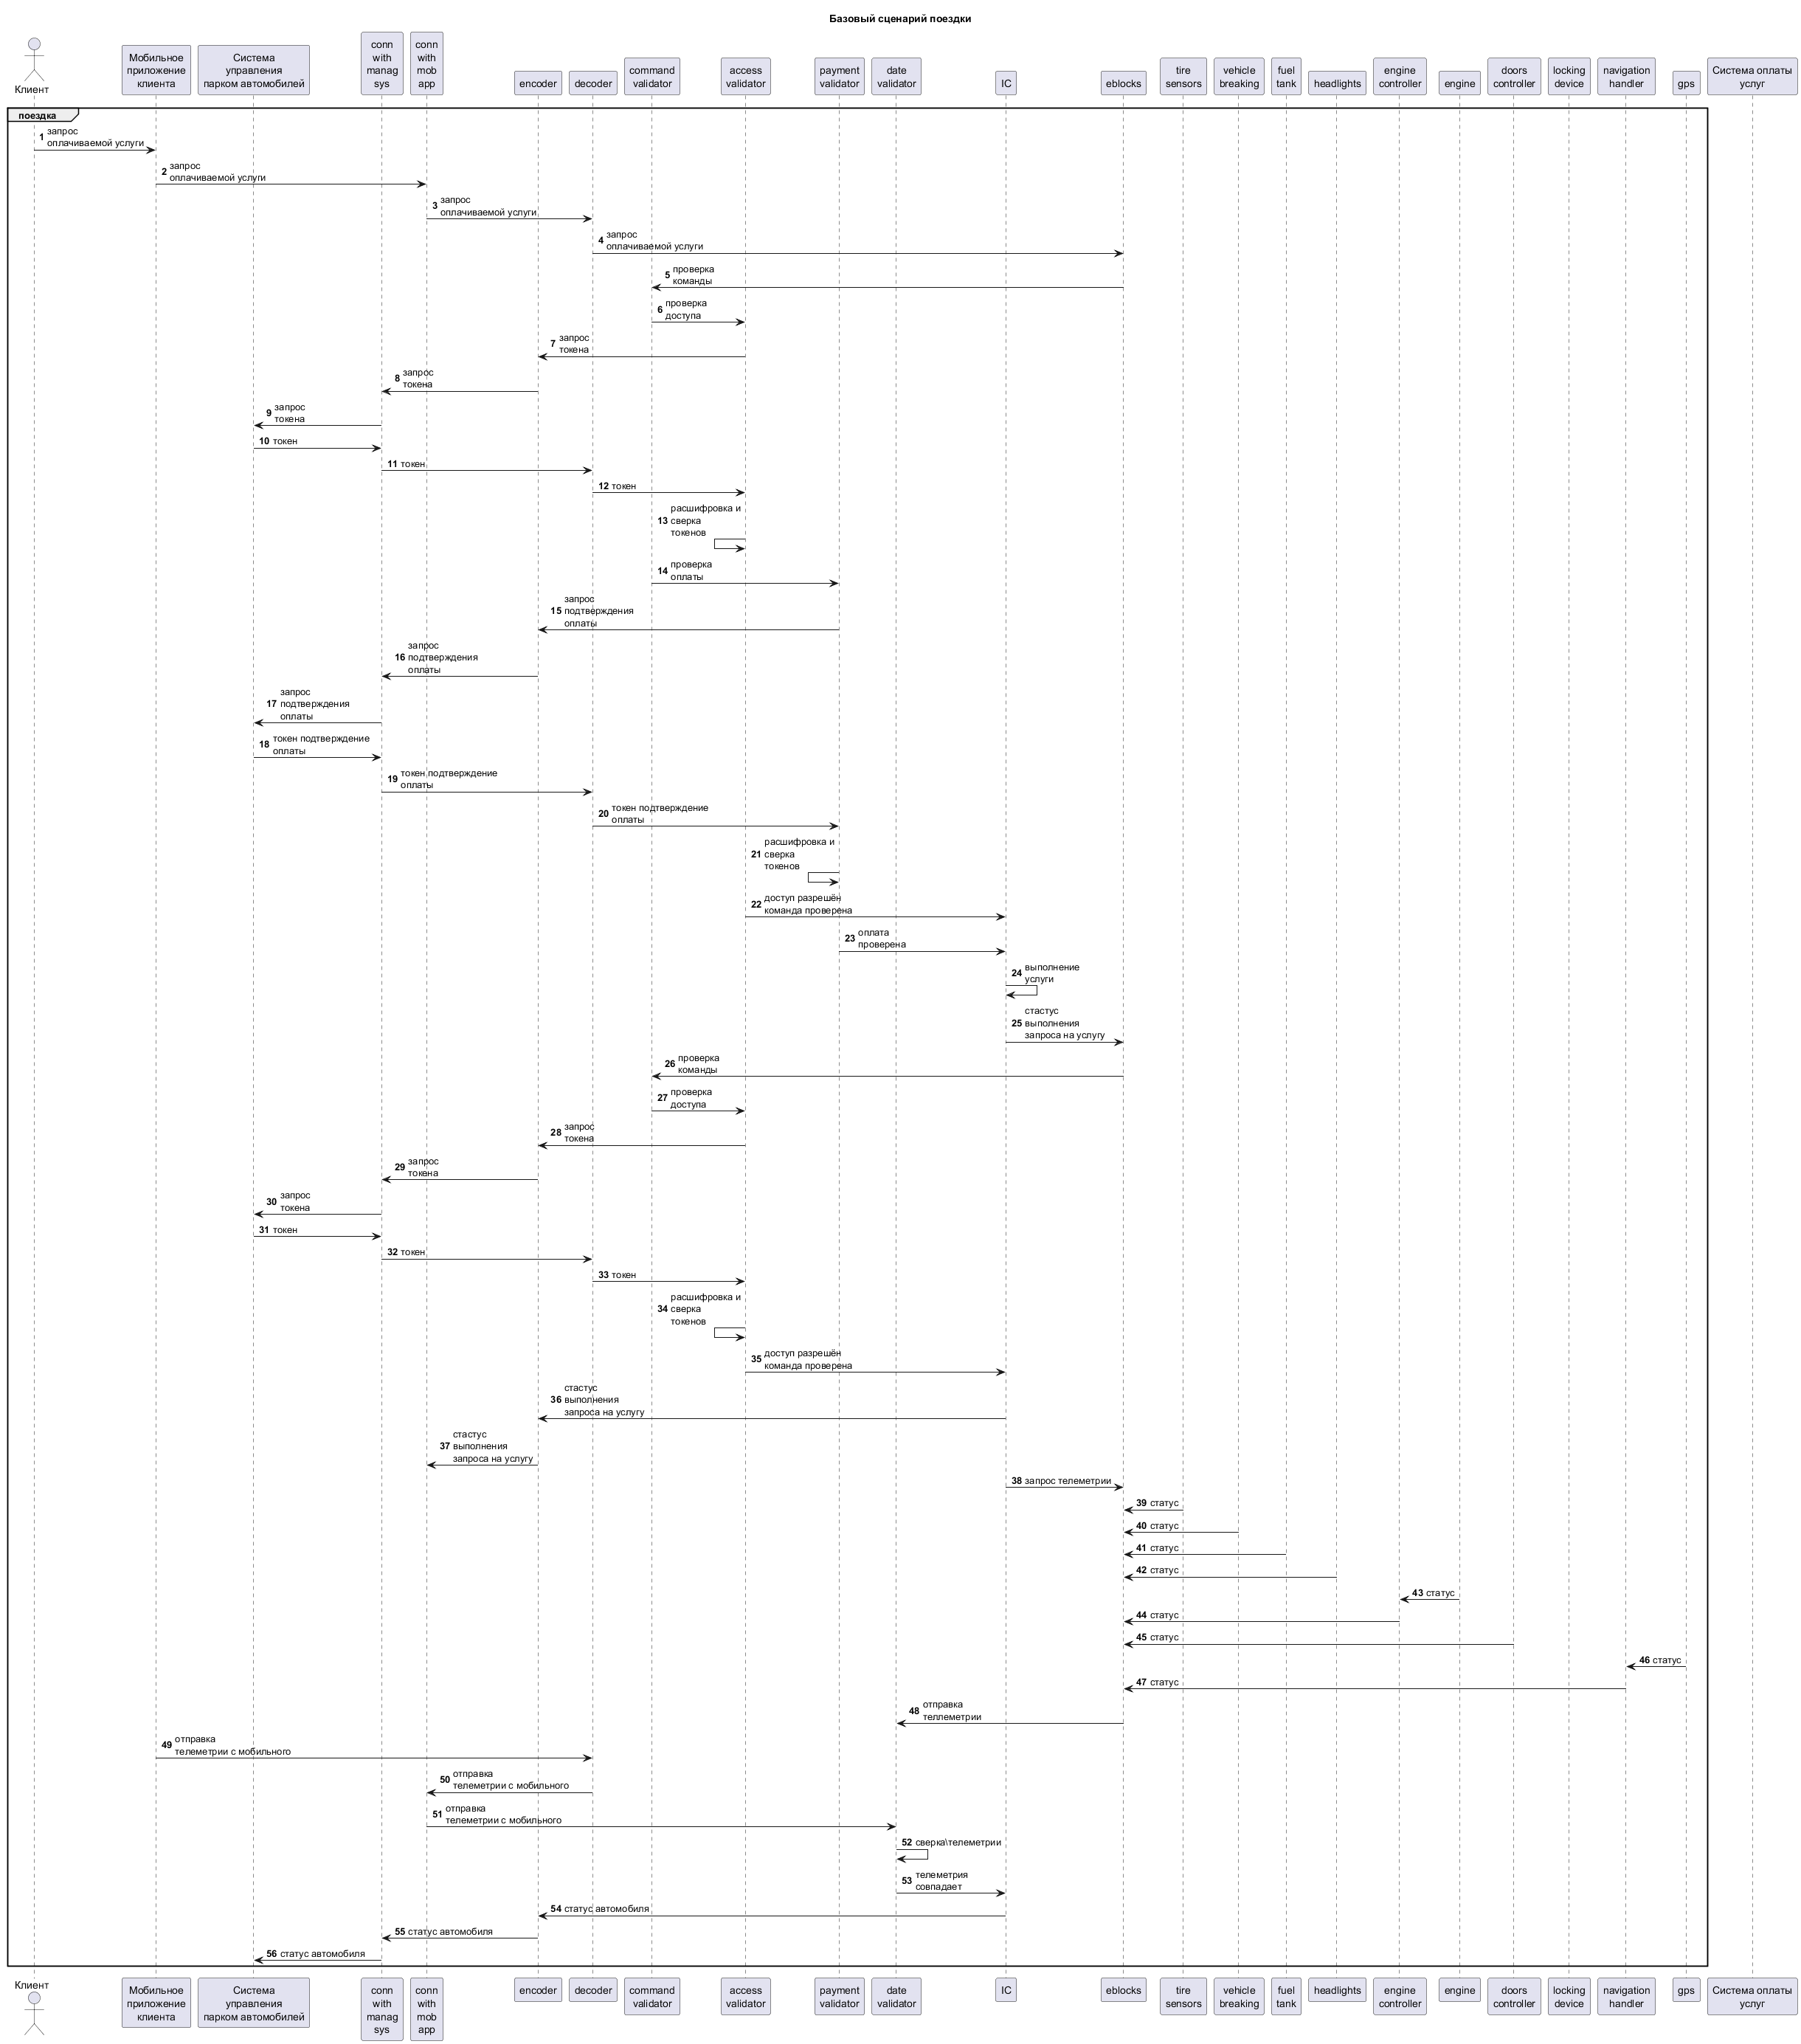 Базовый сценарий поездки
Клиент
Мобильное
приложение
клиента
Система
управления
парком автомобилей
conn
with
manag
sys
conn
with
mob
app
encoder
decoder
command
validator
access
validator
payment
validator
date
validator
IC
eblocks
tire
sensors
vehicle
breaking
fuel
tank
headlights
engine
controller
engine
doors
controller
locking
device
navigation
handler
gps
Система оплаты
услуг
поездка
1 запрос
оплачиваемой услуги
2 запрос
оплачиваемой услуги
3 запрос
оплачиваемой услуги
4 запрос
оплачиваемой услуги
5 проверка
команды
6 проверка
доступа
7 запрос
токена
8 запрос
токена
9 запрос
токена
10 токен
11 токен
12 токен
расшифровка и
13 сверка
токенов
14 проверка
оплаты
запрос
15 подтверждения
оплаты
запрос
16 подтверждения
оплаты
запрос
17 подтверждения
оплаты
18 токен подтверждение
оплаты
19 токен подтверждение
оплаты
20 токен подтверждение
оплаты
расшифровка и
21 сверка
токенов
22 доступ разрешён
команда проверена
23 оплата
проверена
24 выполнение
услуги
стастус
25 выполнения
запроса на услугу
26 проверка
команды
27 проверка
доступа
28 запрос
токена
29 запрос
токена
30 запрос
токена
31 токен
32 токен
33 токен
расшифровка и
34 сверка
токенов
35 доступ разрешён
команда проверена
стастус
36 выполнения
запроса на услугу
стастус
37 выполнения
запроса на услугу
38 запрос телеметрии
39 статус
40 статус
41 статус
42 статус
43 статус
44 статус
45 статус
46 статус
47 статус
48 отправка
теллеметрии
49 отправка
телеметрии с мобильного
50 отправка
телеметрии с мобильного
51 отправка
телеметрии с мобильного
52 сверка\телеметрии
53 телеметрия
совпадает
54 статус автомобиля
55 статус автомобиля
56 статус автомобиля
Клиент
Мобильное
приложение
клиента
Система
управления
парком автомобилей
conn
with
manag
sys
conn
with
mob
app
encoder
decoder
command
validator
access
validator
payment
validator
date
validator
IC
eblocks
tire
sensors
vehicle
breaking
fuel
tank
headlights
engine
controller
engine
doors
controller
locking
device
navigation
handler
gps
Система оплаты
услуг